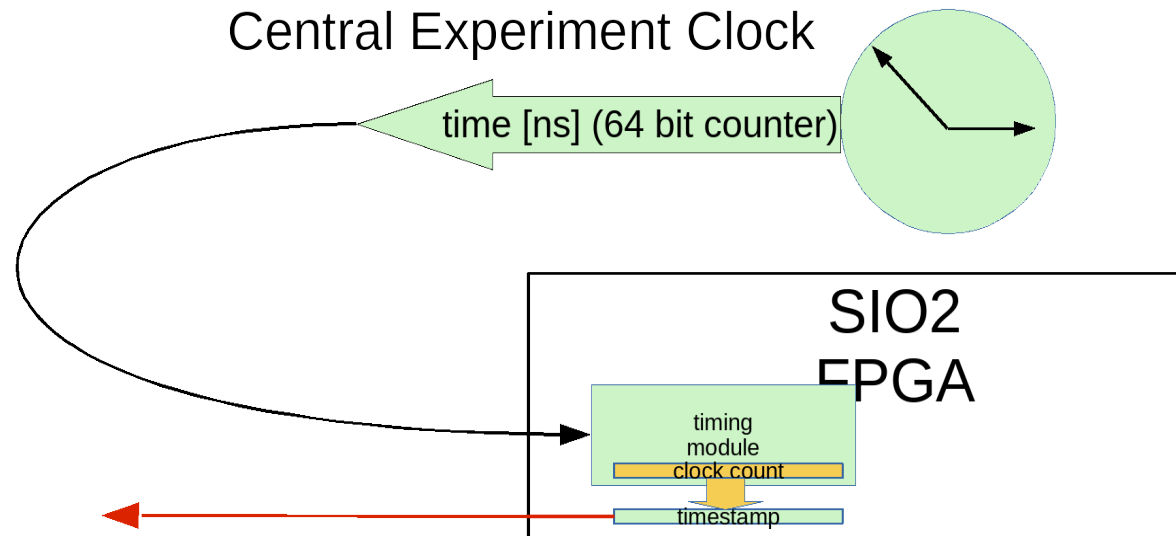 Central Experiment Clock
time [ns] (64 bit counter)
SIO2
FPGA
timing
module
clock count
timestamp